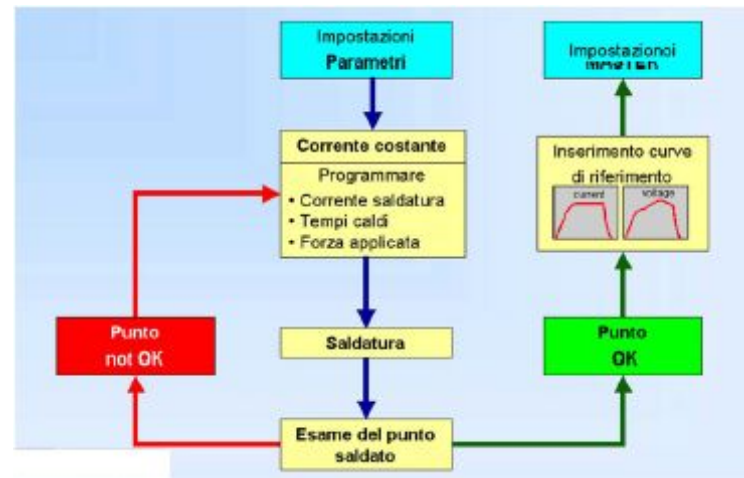 Impostazioni
Parametri
Impostazionoi
Corrente costante
Programmare
• Corrente saldatura
• Tempi caldi
• Forza applicata
Inserimento curve
di riferimento
current
voltage
Punto
not OK
Saldatura
Punto
OK
Esame del punto
saldato